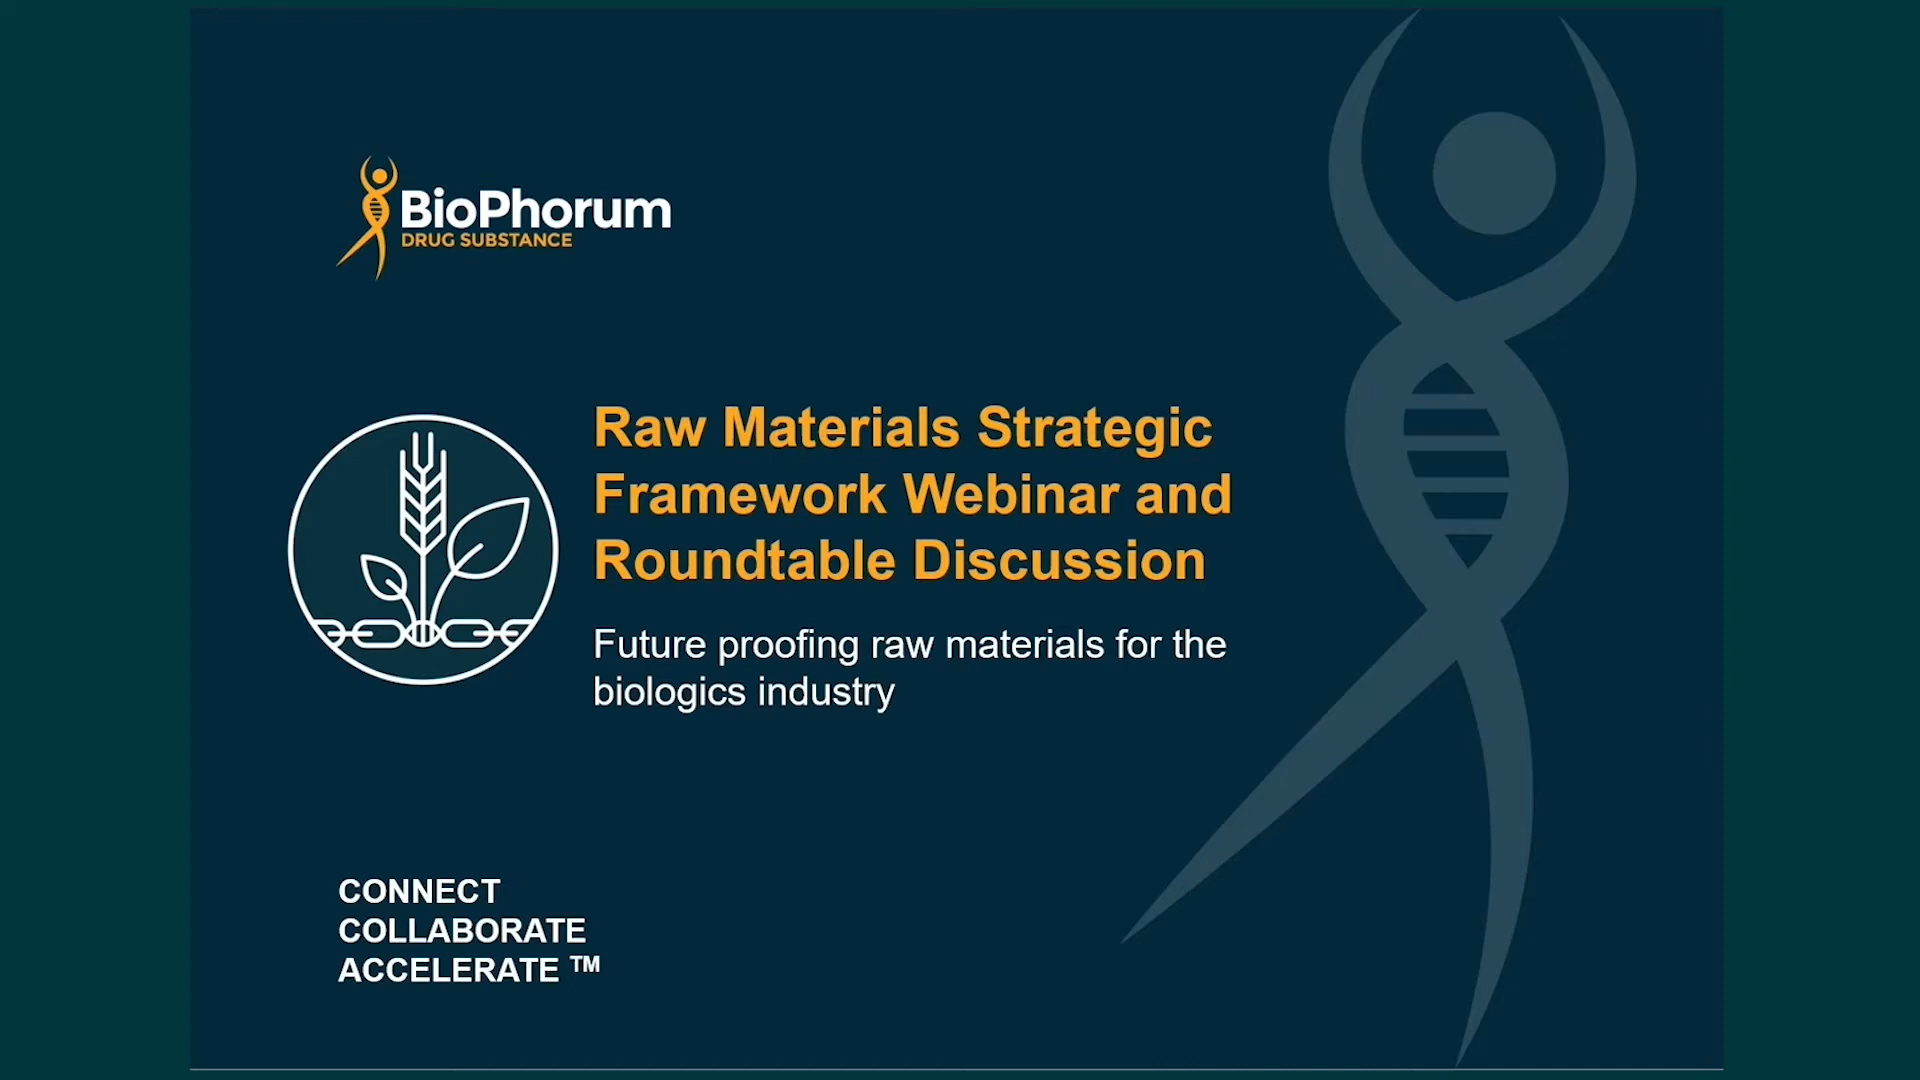 BioPhorum
DRUG SUBSTANCE
Raw Materials Strategic
Framework Webinar and
Roundtable Discussion
Future proofing raw materials for the
biologics industry
CONNECT
COLLABORATE
ACCELERATE ™